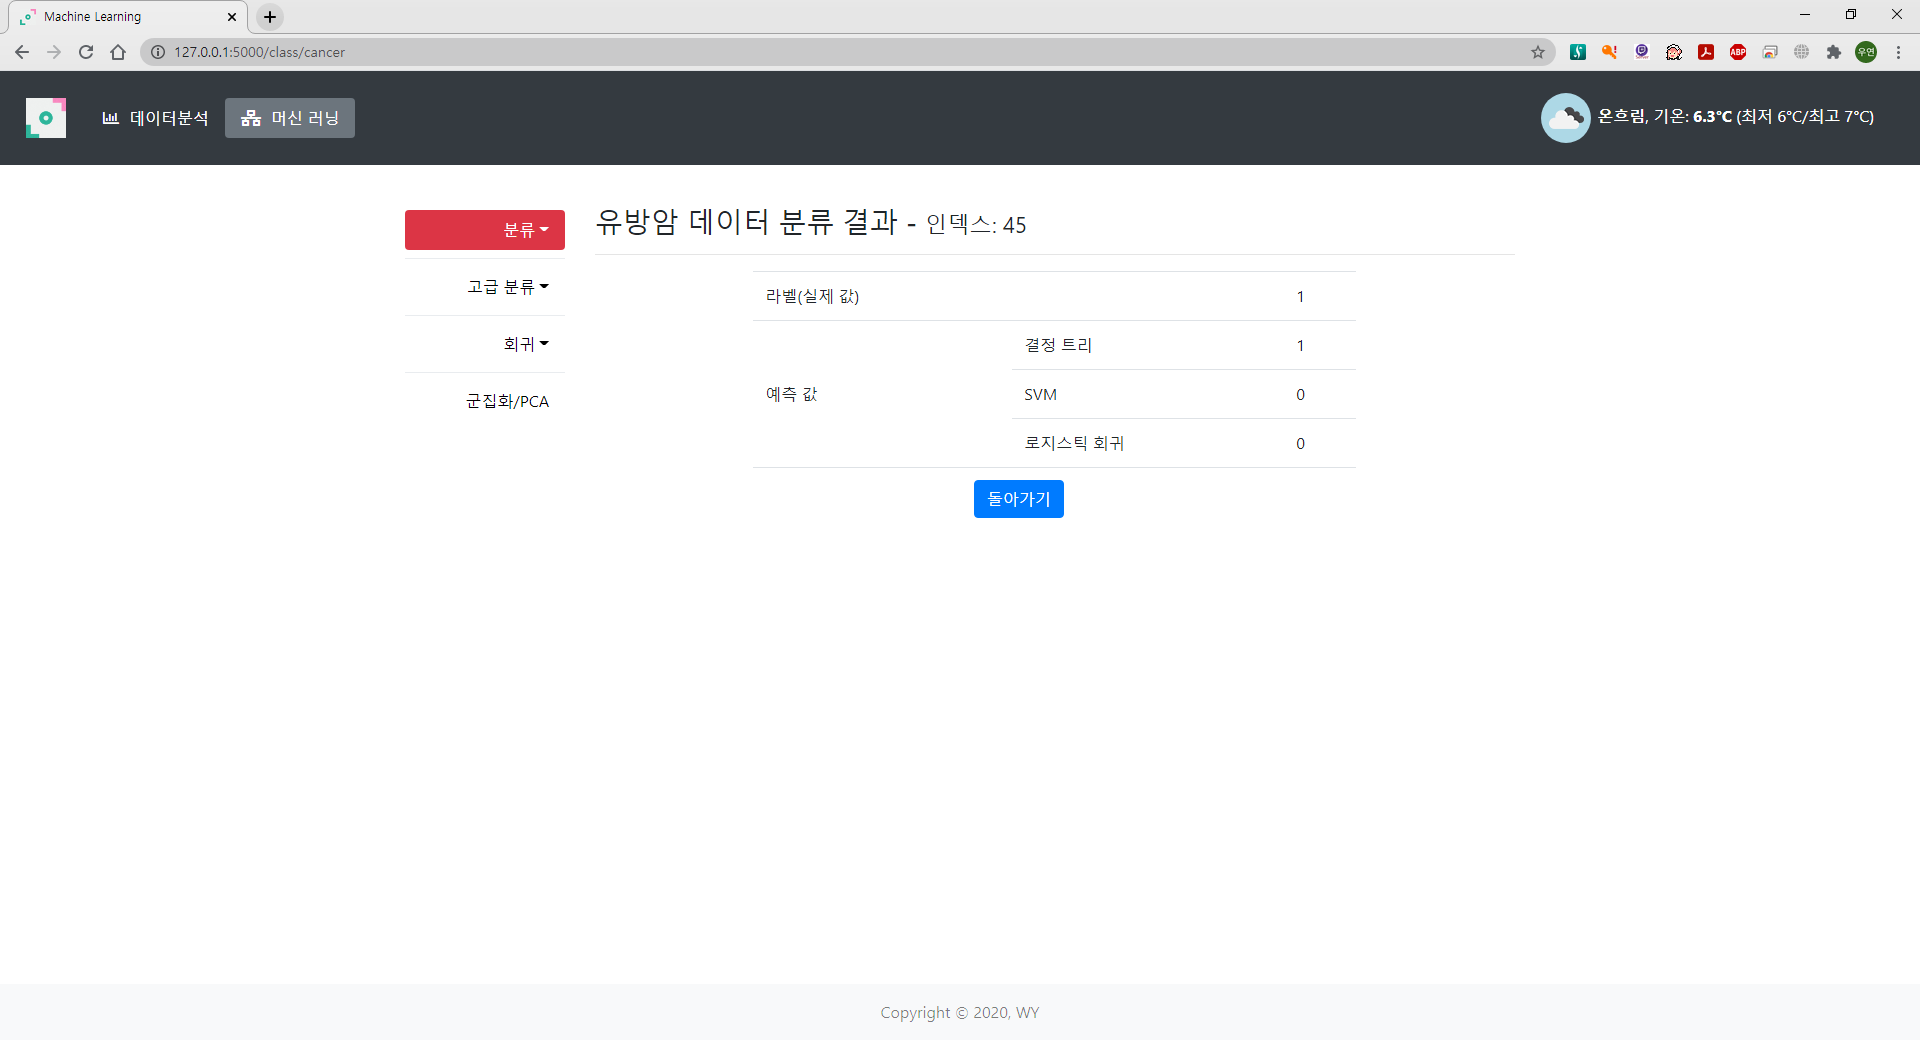 Machine Learning
127.0.0.1:5000/class/cancer
ABP
우연
데이터분석
머신 러닝
온흐림, 기온: 6.3℃ (최저 6℃/최고 7℃)
분류
고급 분류
회귀
군집화/PCA
유방암 데이터 분류 결과 - 인덱스: 45
라벨(실제 값) 1
예측 값
결정 트리 1
SVM 0
로지스틱 회귀 0
돌아가기
Copyright © 2020, WY